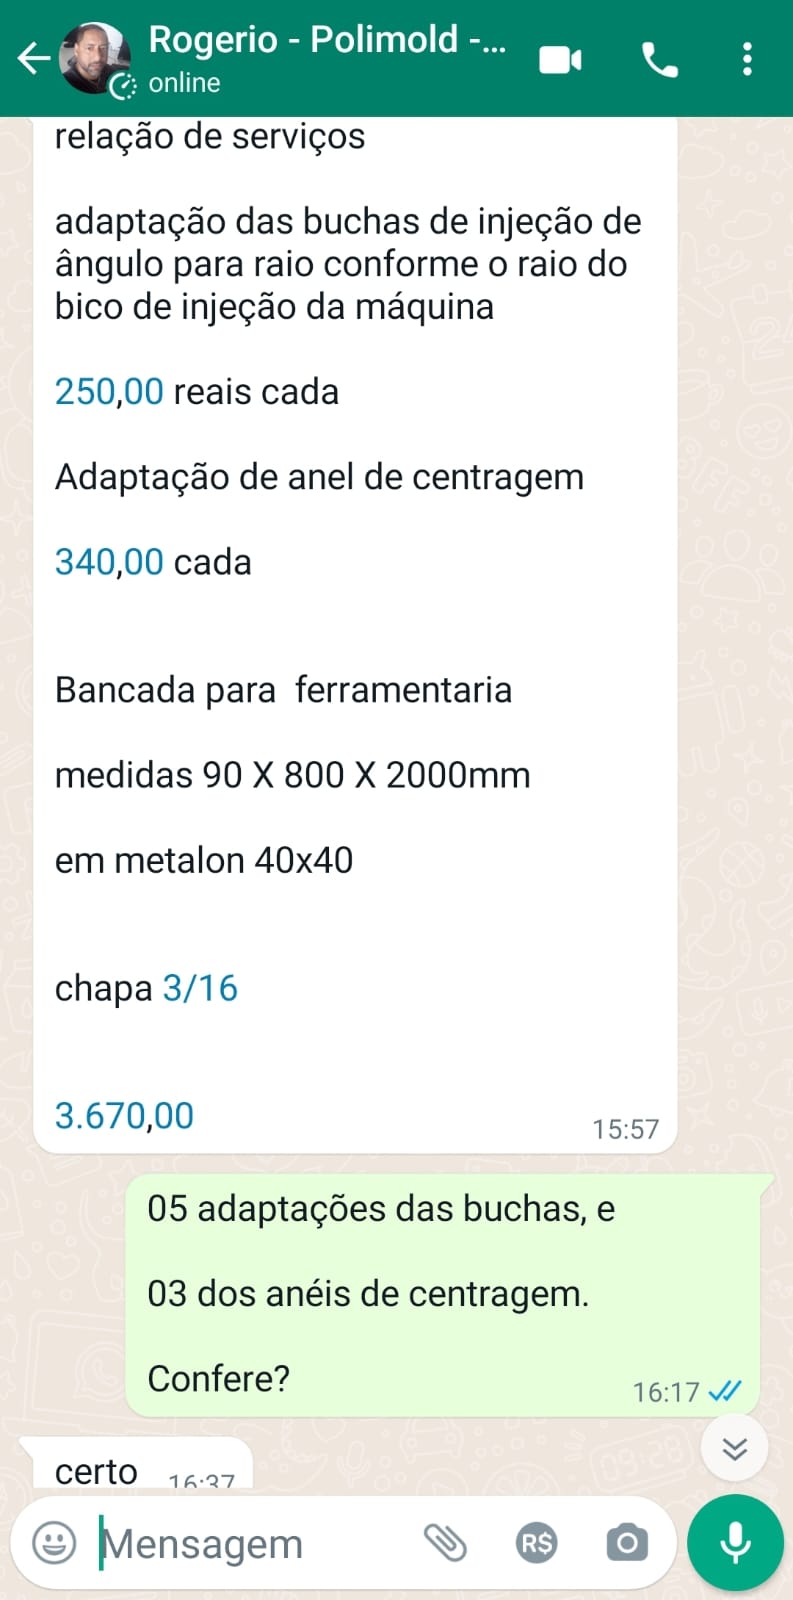 Rogerio - Polimold -...
online
relação de serviços
adaptação das buchas de injeção de
ângulo para raio conforme o raio do
bico de injeção da máquina
250,00 reais cada
Adaptação de anel de centragem
340,00 cada
Bancada para ferramentaria
medidas 90 X 800 X 2000mm
em metalon 40x40
chapa 3/16
3.670,00
15:57
05 adaptações das buchas, e
03 dos anéis de centragem.
Confere?
16:17
certo
16:37
Mensagem
R$